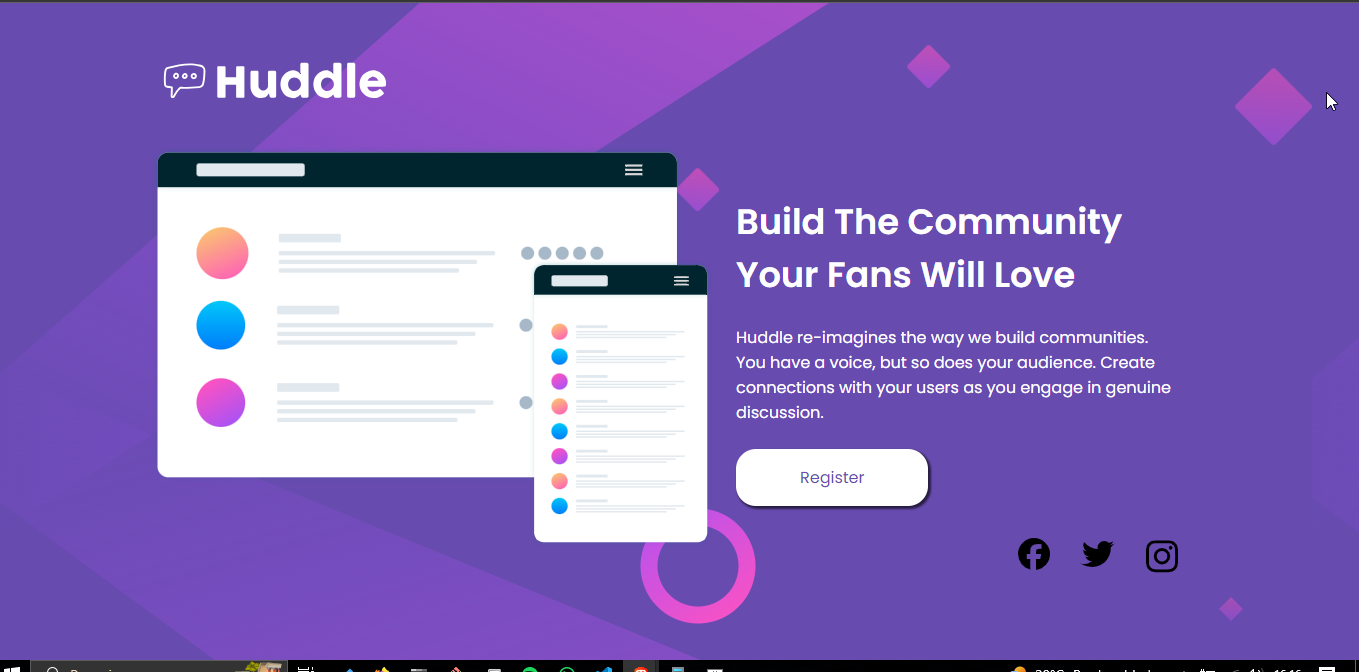 Huddle
Build The Community
Your Fans Will Love
Huddle re-imagines the way we build communities.
You have a voice, but so does your audience. Create
connections with your users as you engage in genuine
discussion.
Register